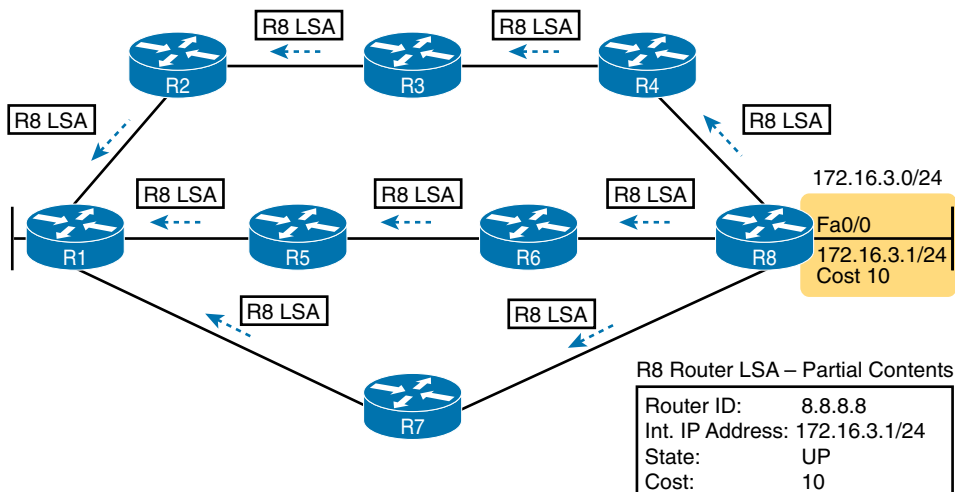 R8 LSA
R8 LSA
R2
R3
R4
R8 LSA
R8 LSA
172.16.3.0/24
R8 LSA
R8 LSA
R8 LSA
Fa0/0
R1
R5
R6
R8
172.16.3.1/24
Cost 10
R8 LSA
R8 LSA
R7
R8 Router LSA – Partial Contents
Router ID: 8.8.8.8
Int. IP Address: 172.16.3.1/24
State: UP
Cost: 10